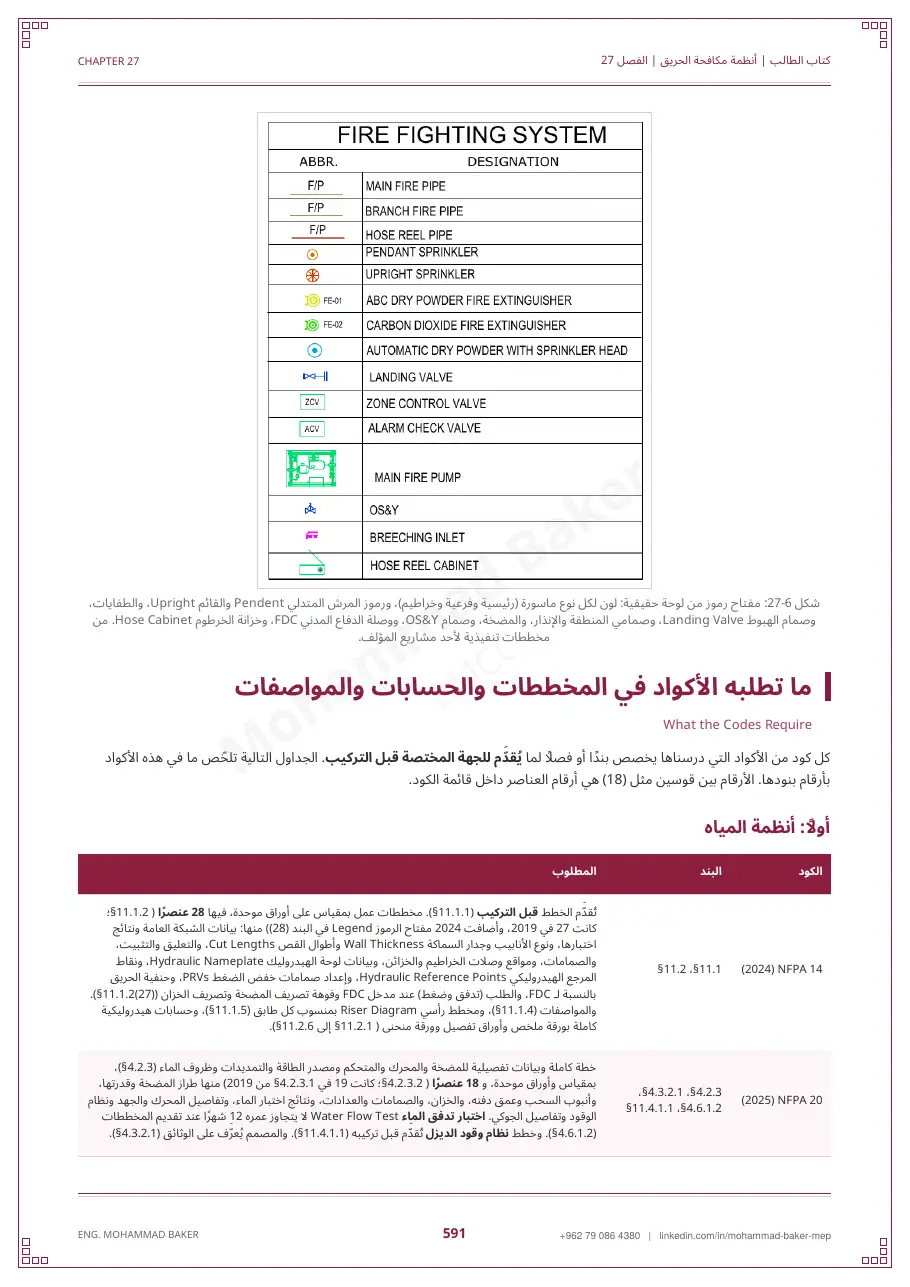 كتاب الطالب | أنظمة مكافحة الحريق | الفصل 27
CHAPTER 27
FIRE FIGHTING SYSTEM
ABBR. DESIGNATION
F/P MAIN FIRE PIPE
F/P BRANCH FIRE PIPE
F/P HOSE REEL PIPE
PENDANT SPRINKLER
UPRIGHT SPRINKLER
FE-01 ABC DRY POWDER FIRE EXTINGUISHER
FE-02 CARBON DIOXIDE FIRE EXTINGUISHER
AUTOMATIC DRY POWDER WITH SPRINKLER HEAD
LANDING VALVE
ZCV ZONE CONTROL VALVE
ACV ALARM CHECK VALVE
MAIN FIRE PUMP
OS&Y
BREECHING INLET
HOSE REEL CABINET
شكل 6-27: مفتاح رموز من لوحة حقيقية: لون لكل نوع ماسورة (رئيسية وفرعية وخراطيم)، ورموز المرش المتدلي Pendent والقائم Upright، والطفايات،
وصمام الهبوط Landing Valve، وصمامي المنطقة والإنذار، والمضخة، وصمام OS&Y، ووصلة الدفاع المدني FDC، وخزانة الخرطوم Hose Cabinet. من
مخططات تنفيذية لأحد مشاريع المؤلف.
ما تطلبه الأكواد في المخططات والحسابات والمواصفات
What the Codes Require
كل كود من الأكواد التي درسناها يخصص بندًا أو فصلًا لما يُقدَّم للجهة المختصة قبل التركيب. الجداول التالية تلخّص ما في هذه الأكواد
بأرقام بنودها. الأرقام بين قوسين مثل (18) هي أرقام العناصر داخل قائمة الكود.
أولًا: أنظمة المياه
الكود البند المطلوب
تُقدَّم الخطط قبل التركيب (§11.1.1). مخططات عمل بمقياس على أوراق موحدة، فيها 28 عنصرًا (§11.1.2؛
كانت 27 في 2019، وأضافت 2024 مفتاح الرموز Legend في البند (28)) منها: بيانات الشبكة العامة ونتائج
اختبارها، ونوع الأنابيب وجدار السماكة Wall Thickness وأطوال القص Cut Lengths، والتعليق والتثبيت،
والصمامات، ومواقع وصلات الخراطيم والخزائن، وبيانات لوحة الهيدروليك Hydraulic Nameplate، ونقاط
NFPA 14 (2024) §11.1، §11.2 المرجع الهيدروليكي Hydraulic Reference Points، وإعداد صمامات خفض الضغط PRVs، وحنفية الحريق
بالنسبة لـ FDC، والطلب (تدفق وضغط) عند مدخل FDC وفوهة تصريف المضخة وتصريف الخزان (§11.1.2(27)).
والمواصفات (§11.1.4)، ومخطط رأسي Riser Diagram بمنسوب كل طابق (§11.1.5)، وحسابات هيدروليكية
كاملة بورقة ملخص وأوراق تفصيل وورقة منحنى (§11.2.1 إلى §11.2.6).
خطة كاملة وبيانات تفصيلية للمضخة والمحرك والمتحكم ومصدر الطاقة والتمديدات وظروف الماء (§4.2.3)،
بمقياس وأوراق موحدة، و 18 عنصرًا (§4.2.3.2؛ كانت 19 في §4.2.3.1 من 2019) منها طراز المضخة وقدرتها،
NFPA 20 (2025) §4.2.3، §4.3.2.1، §4.6.1.2، §11.4.1.1 وأنبوب السحب وعمق دفنه، والخزان، والصمامات والعدادات، ونتائج اختبار الماء، وتفاصيل المحرك والجهد ونظام
الوقود وتفاصيل الجوكي. اختبار تدفق الماء Water Flow Test لا يتجاوز عمره 12 شهرًا عند تقديم المخططات
(§4.6.1.2). وخطط نظام وقود الديزل تُقدَّم قبل تركيبه (§11.4.1.1). والمصمم يُعرَّف على الوثائق (§4.3.2.1).
ENG. MOHAMMAD BAKER
591
+962 79 086 4380 | linkedin.com/in/mohammad-baker-mep